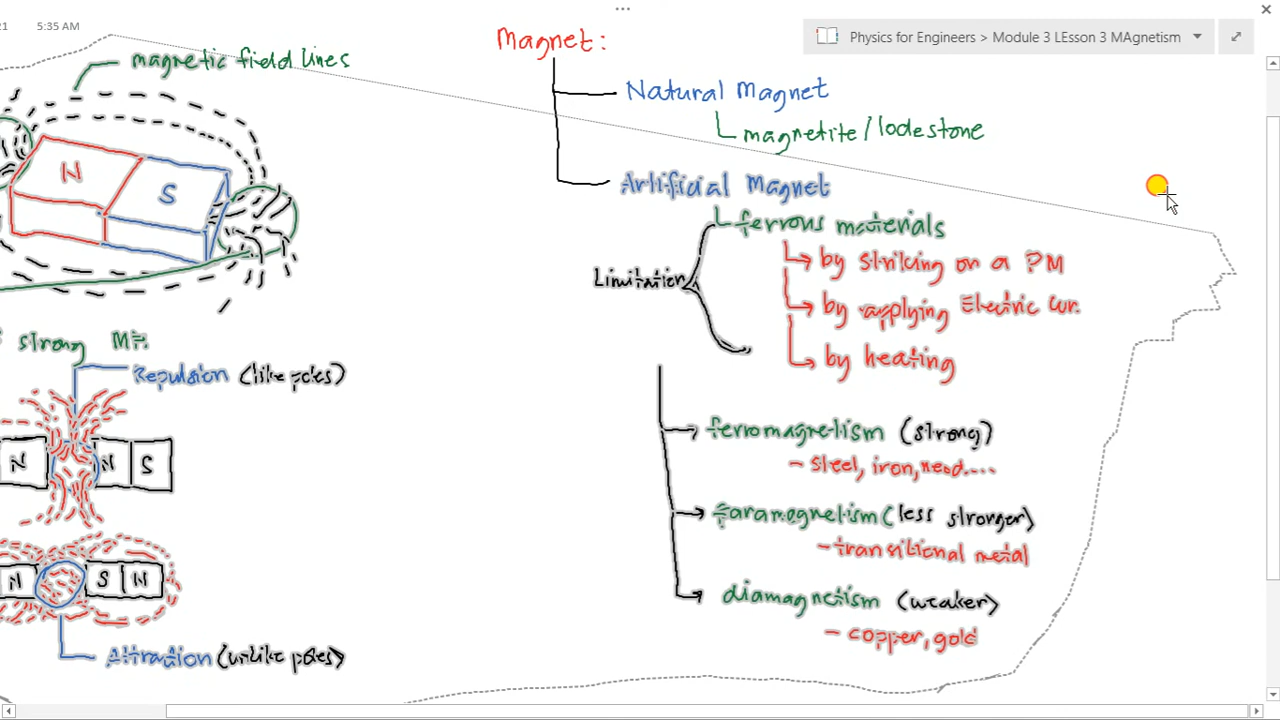 21 5:35 AM
Physics for Engineers > Module 3 LEsson 3 MAgnetism
magnetic field lines
N S
strong
Repulsion (like poles)
N N S
N S N
Attraction (unlike poles)
Magnet:
Natural Magnet
magnetite/lodestone
Artificial Magnet
ferrous materials
Limitation
by striking on a PM
by applying Electric Cur.
by heating
ferromagnetism (strong)
- steel, iron,
Paramagnetism (less stronger)
- transitional metal
diamagnetism (weaker)
- copper, gold